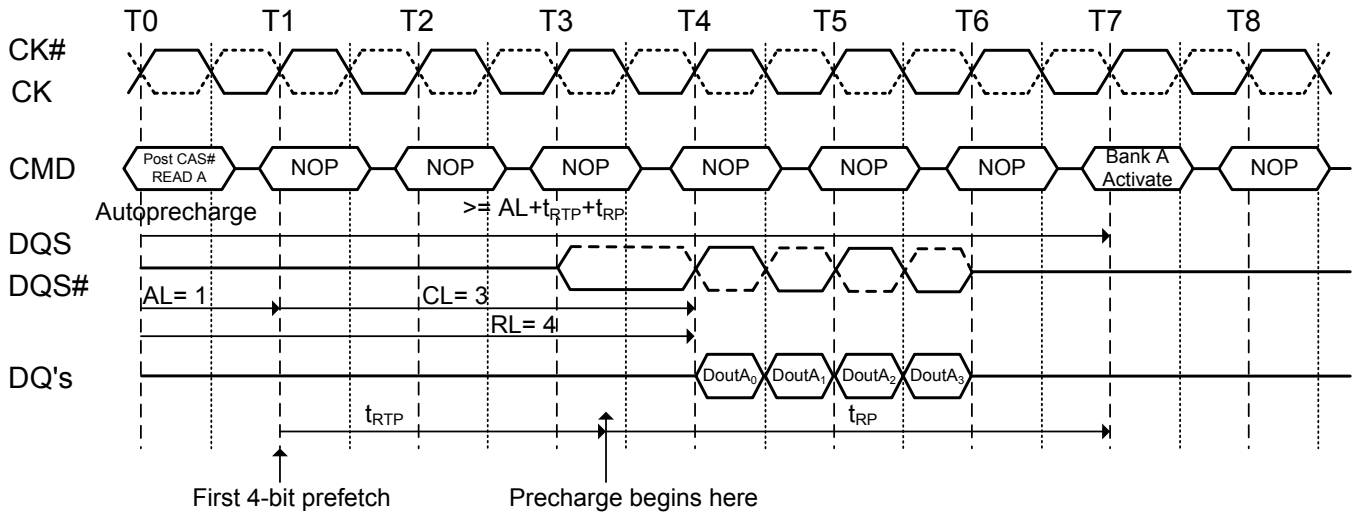 T0 T1 T2 T3 T4 T5 T6 T7 T8
CK#
CK
CMD
Post CAS#
READ A
NOP NOP NOP NOP NOP NOP
Bank A
Activate
NOP
Autoprecharge
>= AL+tRTP+tRP
DQS
DQS#
AL= 1
CL= 3
RL= 4
DQ's
DoutA0 DoutA1 DoutA2 DoutA3
tRTP
tRP
First 4-bit prefetch
Precharge begins here